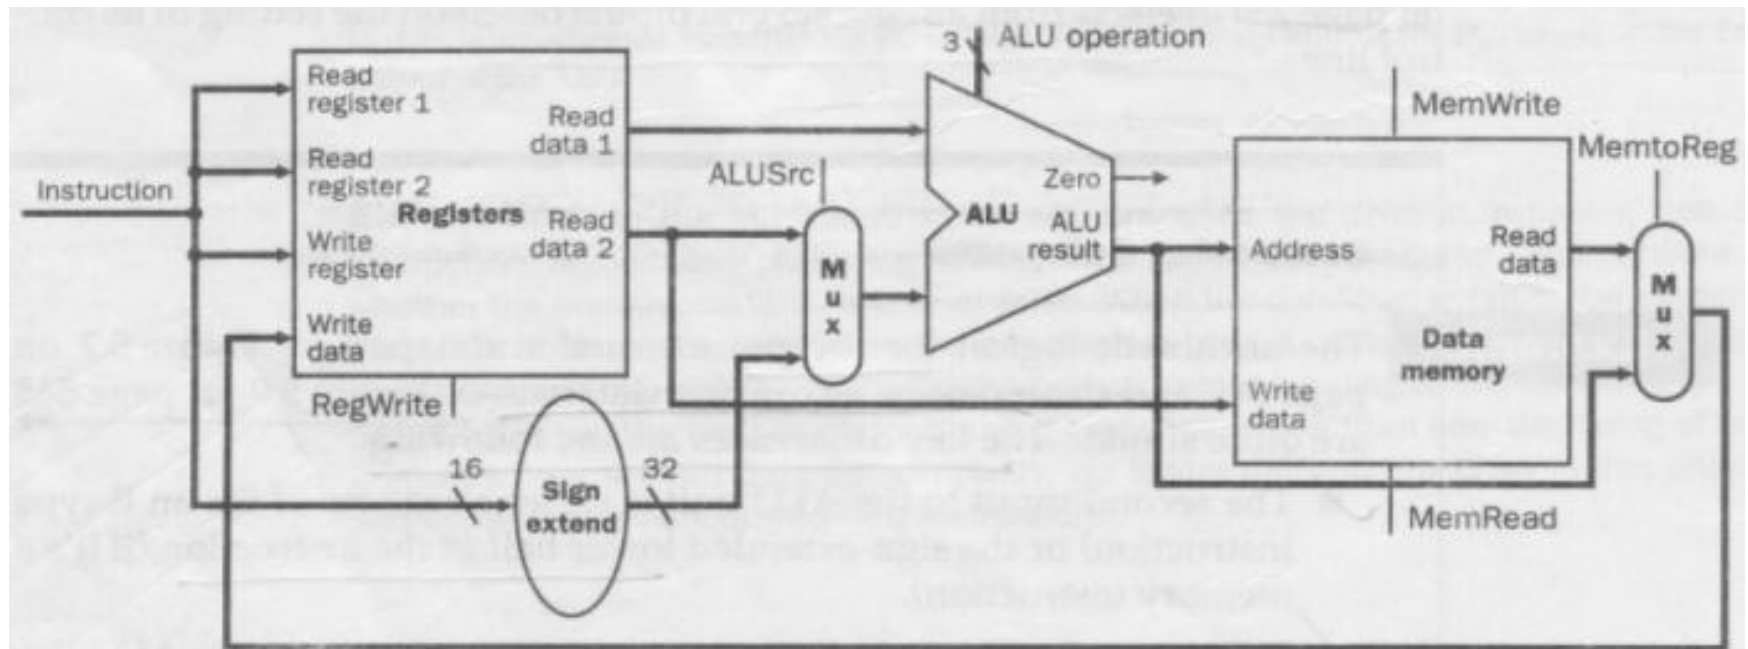 3
ALU operation
Read
register 1
MemWrite
Read
data 1
MemtoReg
Read
register 2
ALUSrc
Zero
Instruction
Registers
Read
data 2
ALU
ALU
result
Address
Read
data
Write
register
M
u
x
M
u
x
Write
data
Data
memory
Write
data
RegWrite
16
32
Sign
extend
MemRead